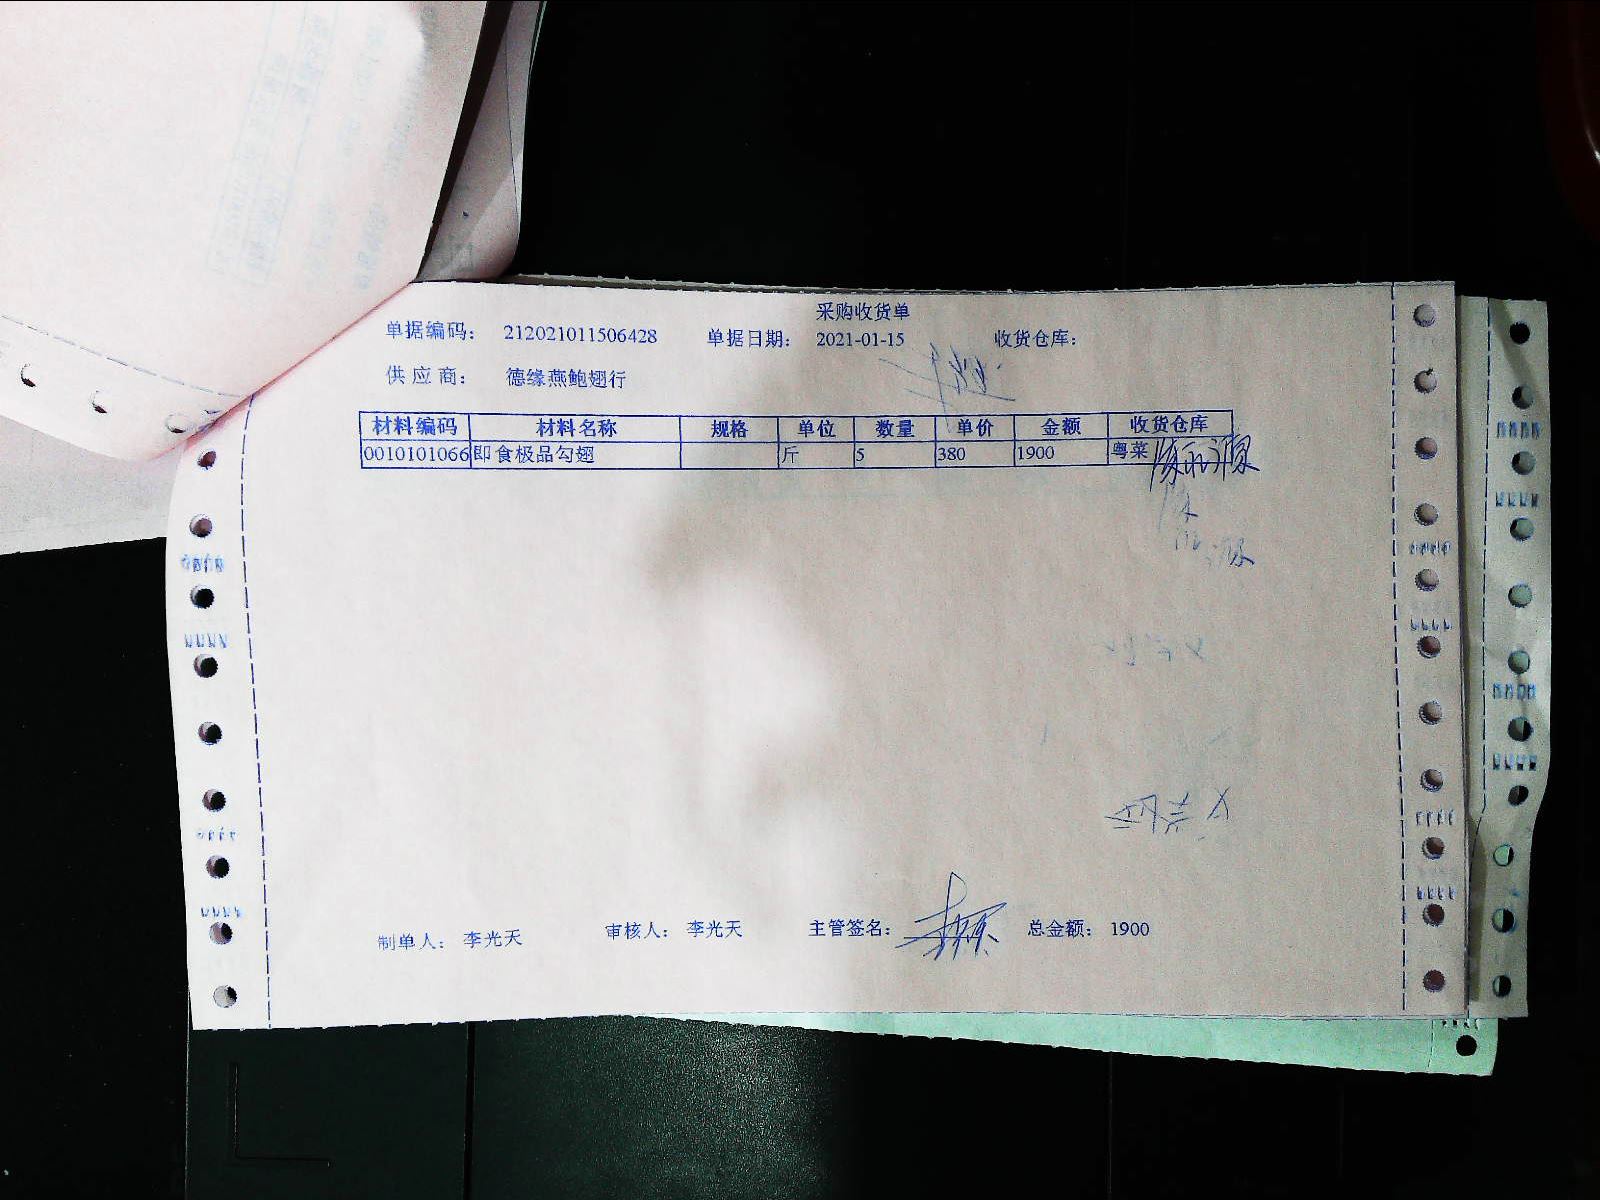 采购收货单
单据编码： 212021011506428 单据日期： 2021-01-15 收货仓库：
供应商： 德缘燕鲍翅行
材料编码 材料名称 规格 单位 数量 单价 金额 收货仓库
0010101066 即食极品勾翅 斤 5 380 1900 粤菜
制单人： 李光天 审核人： 李光天 主管签名： 总金额： 1900